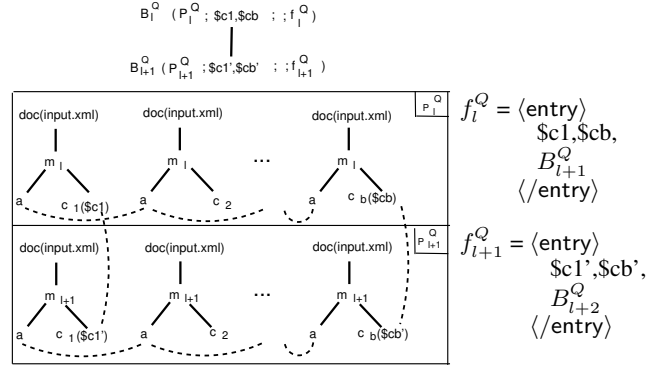 B_l^Q ( P_l^Q ; $c1,$cb ; ; f_l^Q )
B_{l+1}^Q ( P_{l+1}^Q ; $c1',$cb' ; ; f_{l+1}^Q )
P_l^Q
doc(input.xml) doc(input.xml) doc(input.xml)
m_l m_l ... m_l
a c_1($c1) a c_2 a c_b($cb)
P_{l+1}^Q
doc(input.xml) doc(input.xml) doc(input.xml)
m_{l+1} m_{l+1} ... m_{l+1}
a c_1($c1') a c_2 a c_b($cb')
f_l^Q = ⟨entry⟩
$c1,$cb,
B_{l+1}^Q
⟨/entry⟩
f_{l+1}^Q = ⟨entry⟩
$c1’,$cb’,
B_{l+2}^Q
⟨/entry⟩